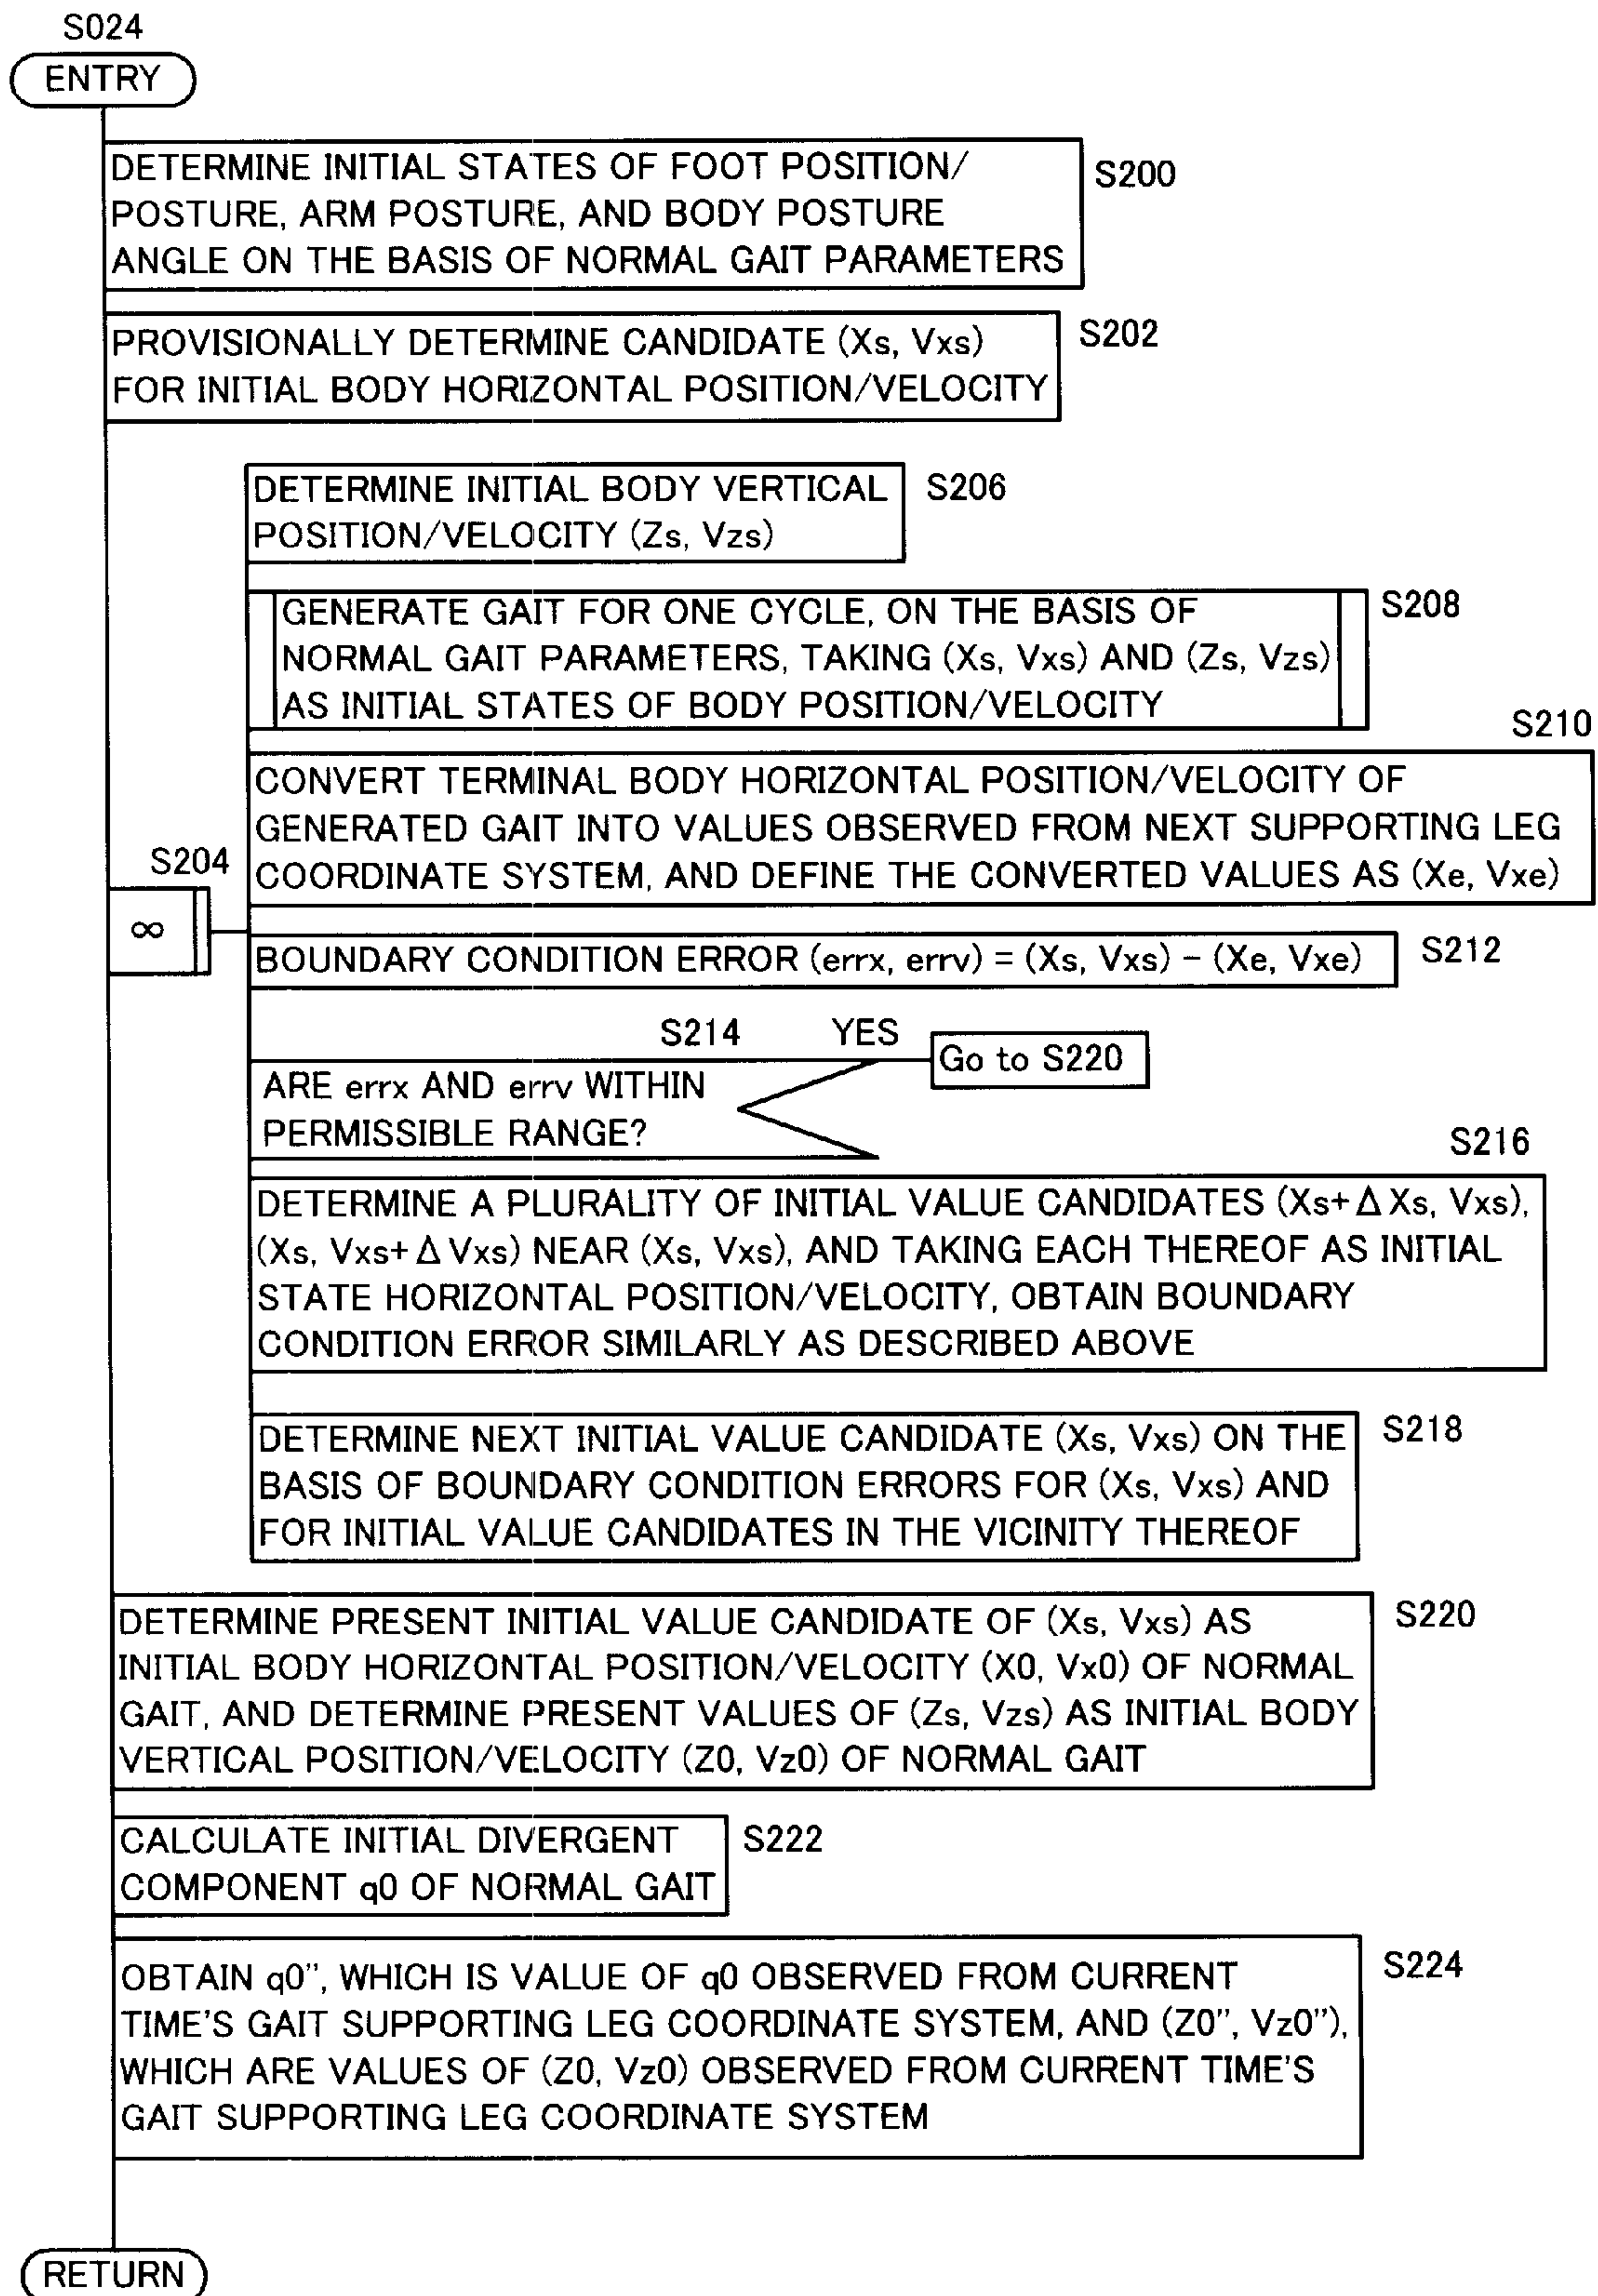 S024
ENTRY
DETERMINE INITIAL STATES OF FOOT POSITION/
POSTURE, ARM POSTURE, AND BODY POSTURE
ANGLE ON THE BASIS OF NORMAL GAIT PARAMETERS
S200
PROVISIONALLY DETERMINE CANDIDATE (Xs, Vxs)
FOR INITIAL BODY HORIZONTAL POSITION/VELOCITY
S202
DETERMINE INITIAL BODY VERTICAL
POSITION/VELOCITY (Zs, Vzs)
S206
GENERATE GAIT FOR ONE CYCLE, ON THE BASIS OF
NORMAL GAIT PARAMETERS, TAKING (Xs, Vxs) AND (Zs, Vzs)
AS INITIAL STATES OF BODY POSITION/VELOCITY
S208
S210
CONVERT TERMINAL BODY HORIZONTAL POSITION/VELOCITY OF
GENERATED GAIT INTO VALUES OBSERVED FROM NEXT SUPPORTING LEG
COORDINATE SYSTEM, AND DEFINE THE CONVERTED VALUES AS (Xe, Vxe)
S204
∞
BOUNDARY CONDITION ERROR (errx, errv) = (Xs, Vxs) − (Xe, Vxe)
S212
S214
YES
Go to S220
ARE errx AND errv WITHIN
PERMISSIBLE RANGE?
S216
DETERMINE A PLURALITY OF INITIAL VALUE CANDIDATES (Xs+Δ Xs, Vxs),
(Xs, Vxs+Δ Vxs) NEAR (Xs, Vxs), AND TAKING EACH THEREOF AS INITIAL
STATE HORIZONTAL POSITION/VELOCITY, OBTAIN BOUNDARY
CONDITION ERROR SIMILARLY AS DESCRIBED ABOVE
DETERMINE NEXT INITIAL VALUE CANDIDATE (Xs, Vxs) ON THE
BASIS OF BOUNDARY CONDITION ERRORS FOR (Xs, Vxs) AND
FOR INITIAL VALUE CANDIDATES IN THE VICINITY THEREOF
S218
DETERMINE PRESENT INITIAL VALUE CANDIDATE OF (Xs, Vxs) AS
INITIAL BODY HORIZONTAL POSITION/VELOCITY (X0, Vx0) OF NORMAL
GAIT, AND DETERMINE PRESENT VALUES OF (Zs, Vzs) AS INITIAL BODY
VERTICAL POSITION/VELOCITY (Z0, Vz0) OF NORMAL GAIT
S220
CALCULATE INITIAL DIVERGENT
COMPONENT q0 OF NORMAL GAIT
S222
OBTAIN q0”, WHICH IS VALUE OF q0 OBSERVED FROM CURRENT
TIME'S GAIT SUPPORTING LEG COORDINATE SYSTEM, AND (Z0”, Vz0”),
WHICH ARE VALUES OF (Z0, Vz0) OBSERVED FROM CURRENT TIME'S
GAIT SUPPORTING LEG COORDINATE SYSTEM
S224
RETURN